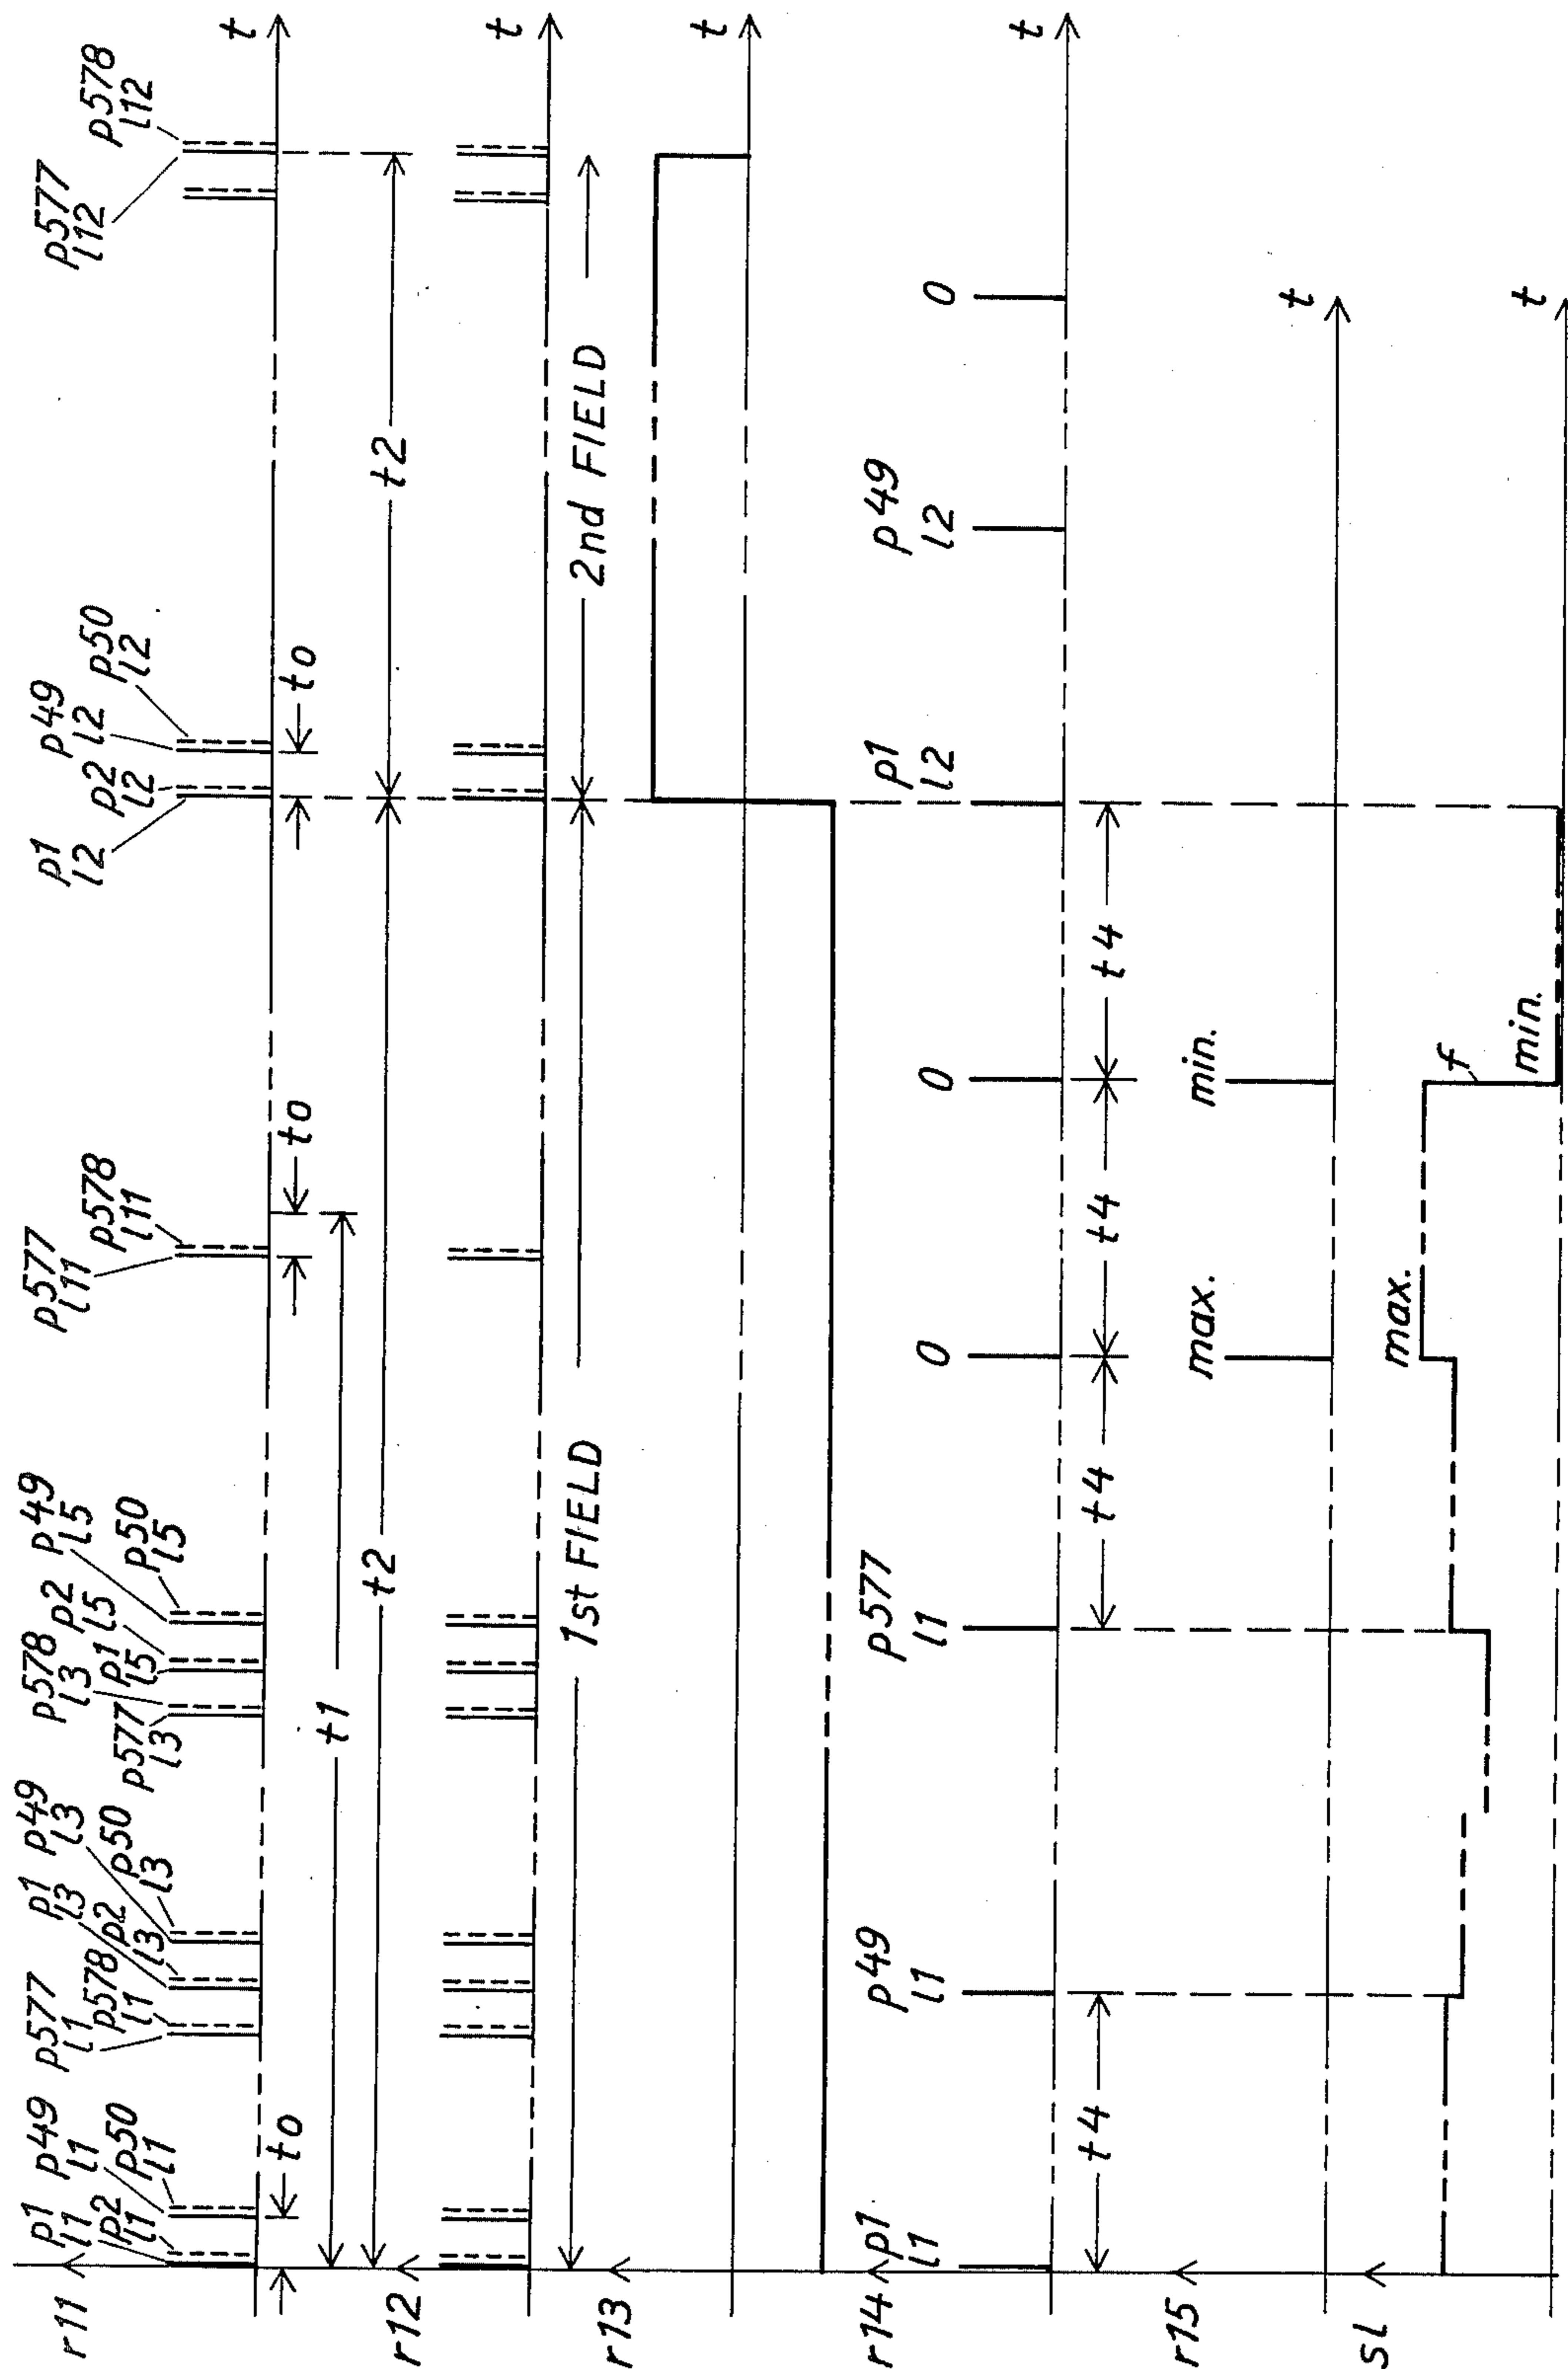 r11
p1
l1
p2
l1
p49
l1
p50
l1
p577
l1
p578
l1
p1
l3
p2
l3
p49
l3
p50
l3
p577
l3
p578
l3
p1
l5
p2
l5
p49
l5
p50
l5
p577
l11
p578
l11
p1
l2
p2
l2
p49
l2
p50
l2
p577
l12
p578
l12
t
to
to
to
t1
t2
t2
r12
t
1st FIELD
2nd FIELD
r13
t
r14
p1
l1
p49
l1
p577
l1
0
0
p1
l2
p49
l2
0
t
t4
t4
t4
t4
r15
max.
min.
t
sl
max.
f
min.
t